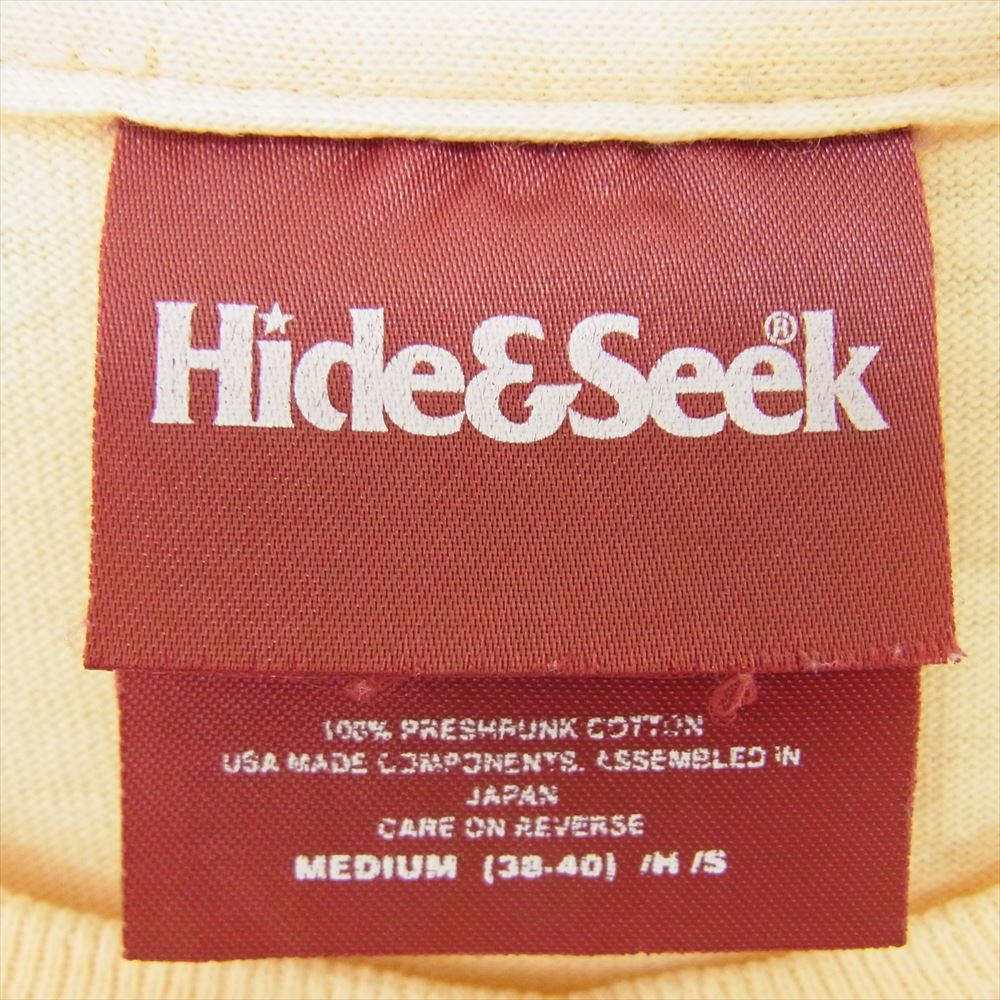 Hide&Seek®
100% PRESHRUNK COTTON
USA MADE COMPONENTS. ASSEMBLED IN
JAPAN
CARE ON REVERSE
MEDIUM (38-40) /H /S